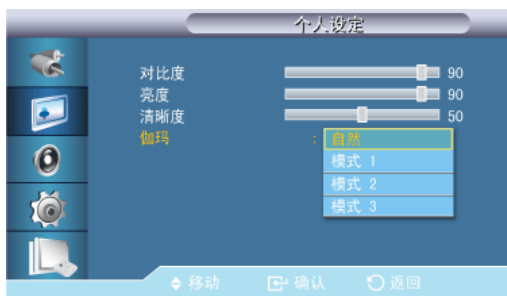 个人设定
对比度 90
亮度 90
清晰度 50
伽玛 : 自然
模式 1
模式 2
模式 3
移动 确认 返回